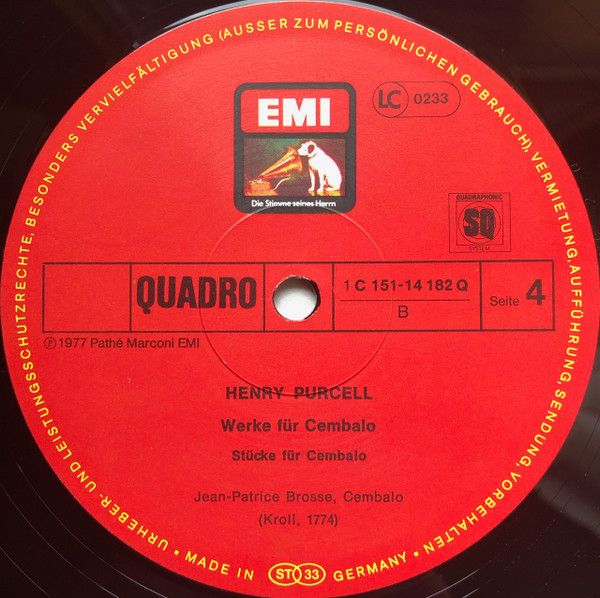 URHEBER- UND LEISTUNGSSCHUTZRECHTE, BESONDERS VERVIELFÄLTIGUNG (AUSSER ZUM PERSÖNLICHEN GEBRAUCH), VERMIETUNG, AUFFÜHRUNG, SENDUNG, VORBEHALTEN
EMI
Die Stimme seines Herrn
LC 0233
QUADRAPHONIC
SQ
SYSTEM
QUADRO
1 C 151-14 182 Q
B
Seite 4
℗ 1977 Pathé Marconi EMI
HENRY PURCELL
Werke für Cembalo
Stücke für Cembalo
Jean-Patrice Brosse, Cembalo
(Kroll, 1774)
• MADE IN ST 33 GERMANY •